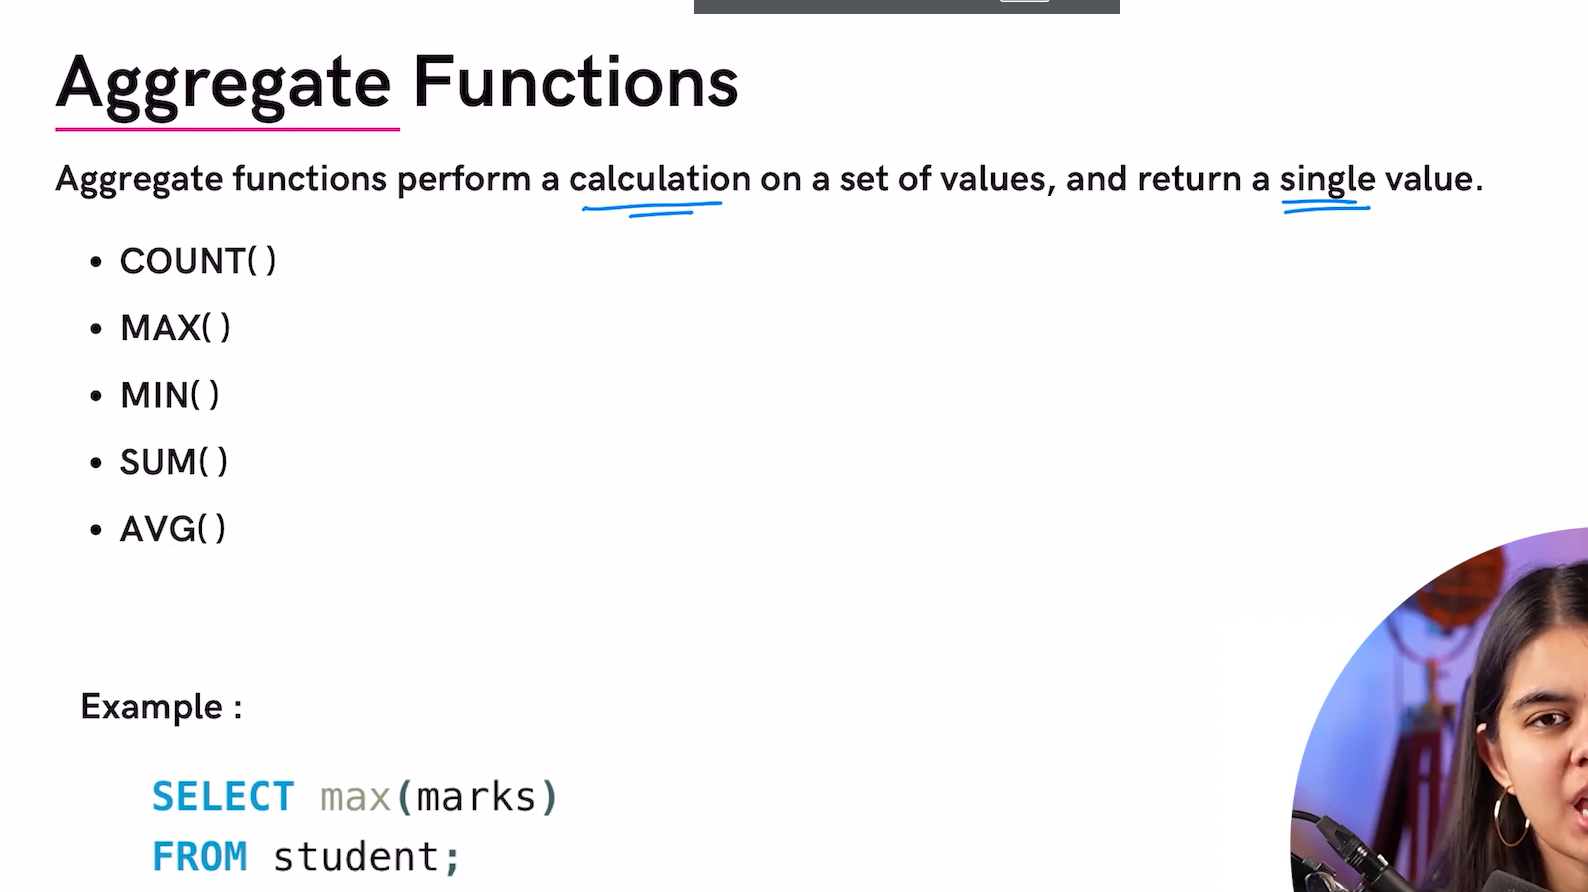 Aggregate Functions
Aggregate functions perform a calculation on a set of values, and return a single value.
• COUNT( )
• MAX( )
• MIN( )
• SUM( )
• AVG( )
Example :
SELECT max(marks)
FROM student;